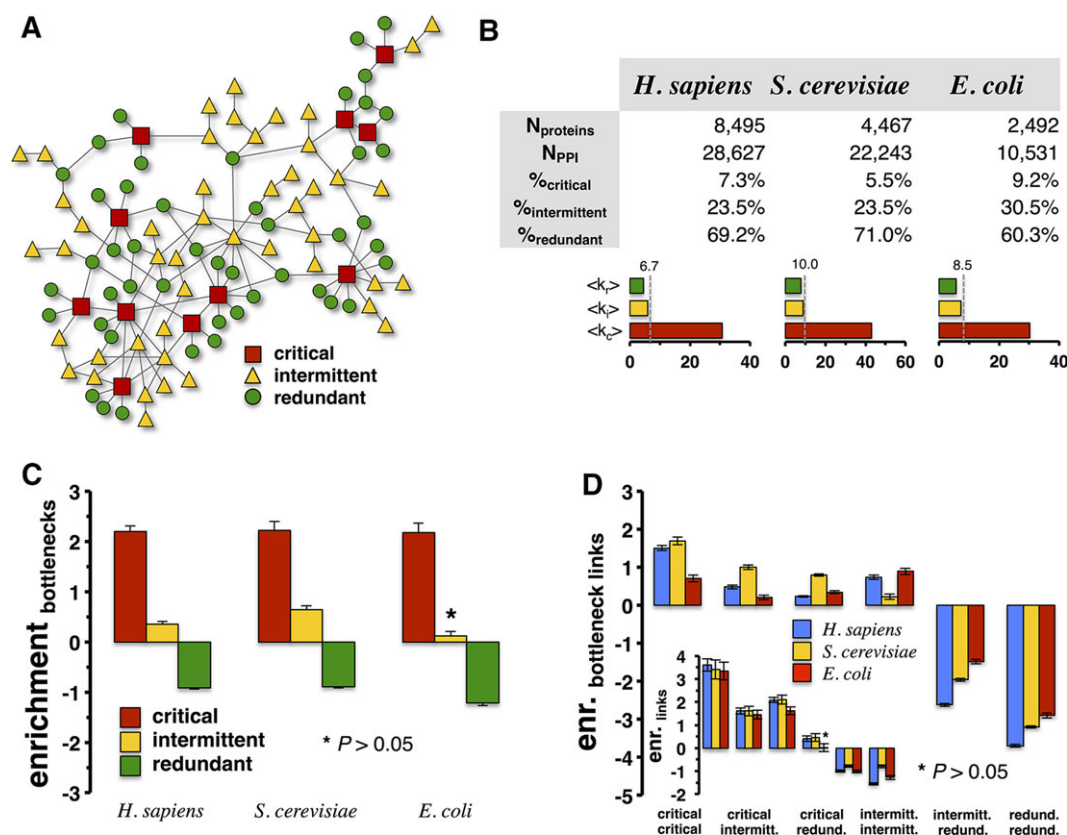 A
critical
intermittent
redundant
B
H. sapiens S. cerevisiae E. coli
Nproteins 8,495 4,467 2,492
NPPI 28,627 22,243 10,531
%critical 7.3% 5.5% 9.2%
%intermittent 23.5% 23.5% 30.5%
%redundant 69.2% 71.0% 60.3%
6.7 10.0 8.5
<kr>
<ki>
<kc>
0 20 40 0 20 40 60 0 20 40
C
enrichment bottlenecks
3
2
1
0
-1
-2
-3
*
critical
intermittent
redundant
* P > 0.05
H. sapiens S. cerevisiae E. coli
D
enr. bottleneck links
3
2
1
0
-1
-2
-3
-4
-5
H. sapiens
S. cerevisiae
E. coli
enr. links
4
3
2
1
0
-1
-2
*
* P > 0.05
critical critical critical intermitt. intermitt. redund.
critical intermitt. redund. intermitt. redund. redund.